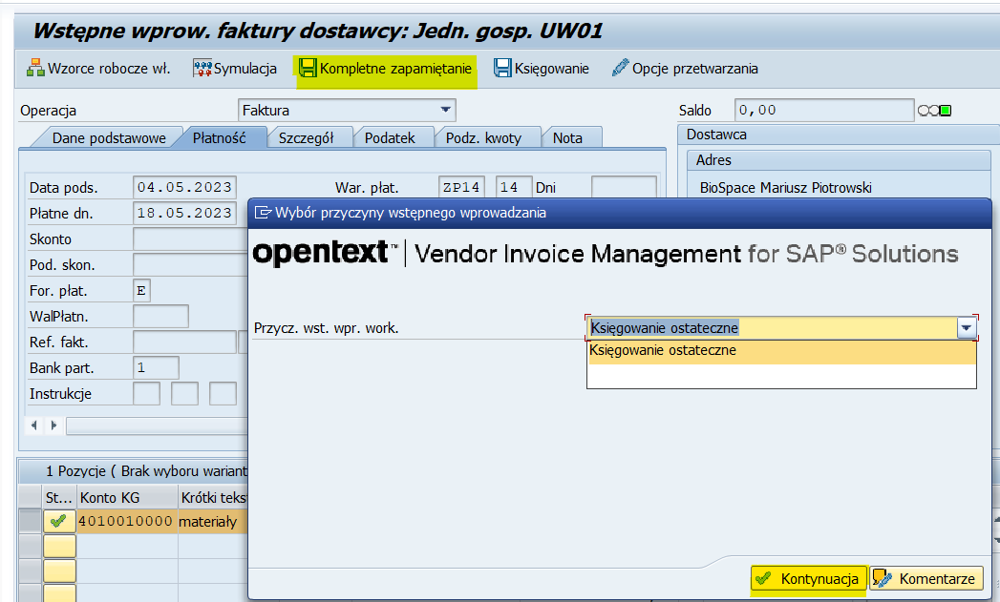 Wstępne wprow. faktury dostawcy: Jedn. gosp. UW01
Wzorce robocze wł. Symulacja Kompletne zapamiętanie Księgowanie Opcje przetwarzania
Operacja Faktura Saldo 0,00
Dane podstawowe Płatność Szczegół Podatek Podz. kwoty Nota
Dostawca
Adres
Data pods. 04.05.2023 War. płat. ZP14 14 Dni
BioSpace Mariusz Piotrowski
Płatne dn. 18.05.2023
Wybór przyczyny wstępnego wprowadzania
Skonto
opentext™ | Vendor Invoice Management for SAP® Solutions
Pod. skon.
For. płat. E
WalPłatn.
Przycz. wst. wpr. work. Księgowanie ostateczne
Ref. fakt.
Księgowanie ostateczne
Bank part. 1
Instrukcje
1 Pozycje ( Brak wyboru wariant
St... Konto KG Krótki teks
4010010000 materiały
Kontynuacja Komentarze